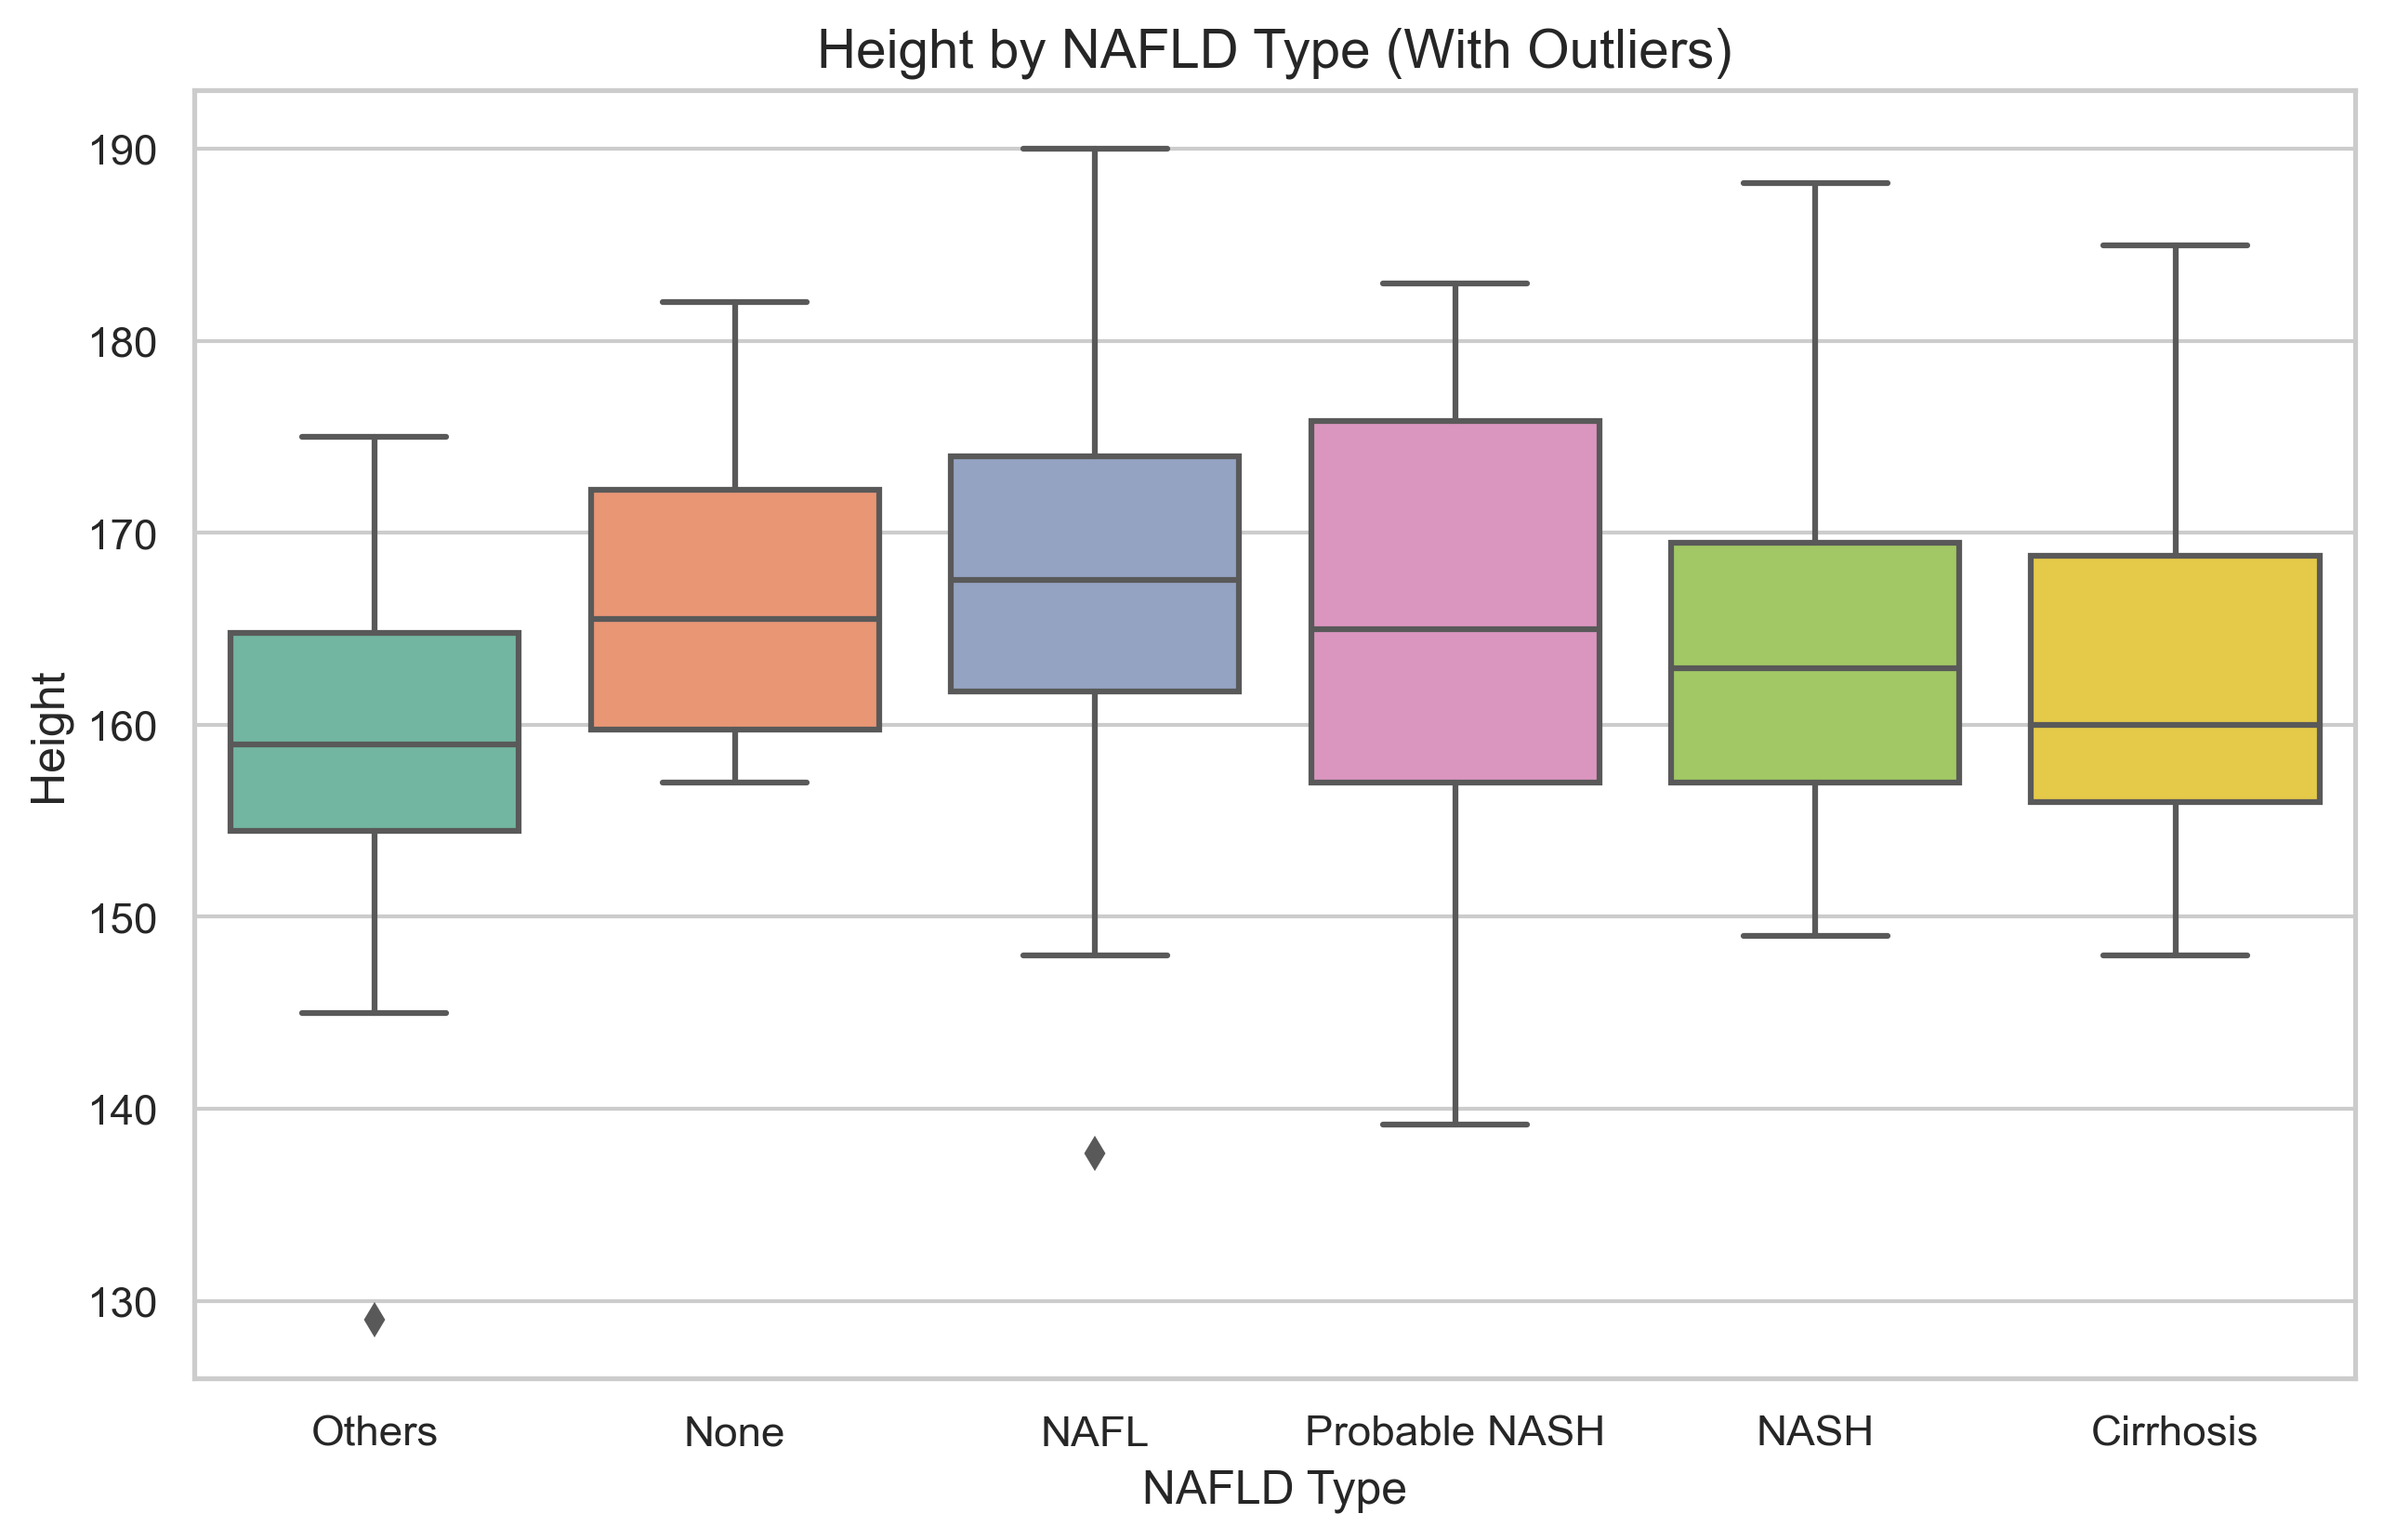 Height by NAFLD Type (With Outliers)
Height
190
180
170
160
150
140
130
Others None NAFL Probable NASH NASH Cirrhosis
NAFLD Type